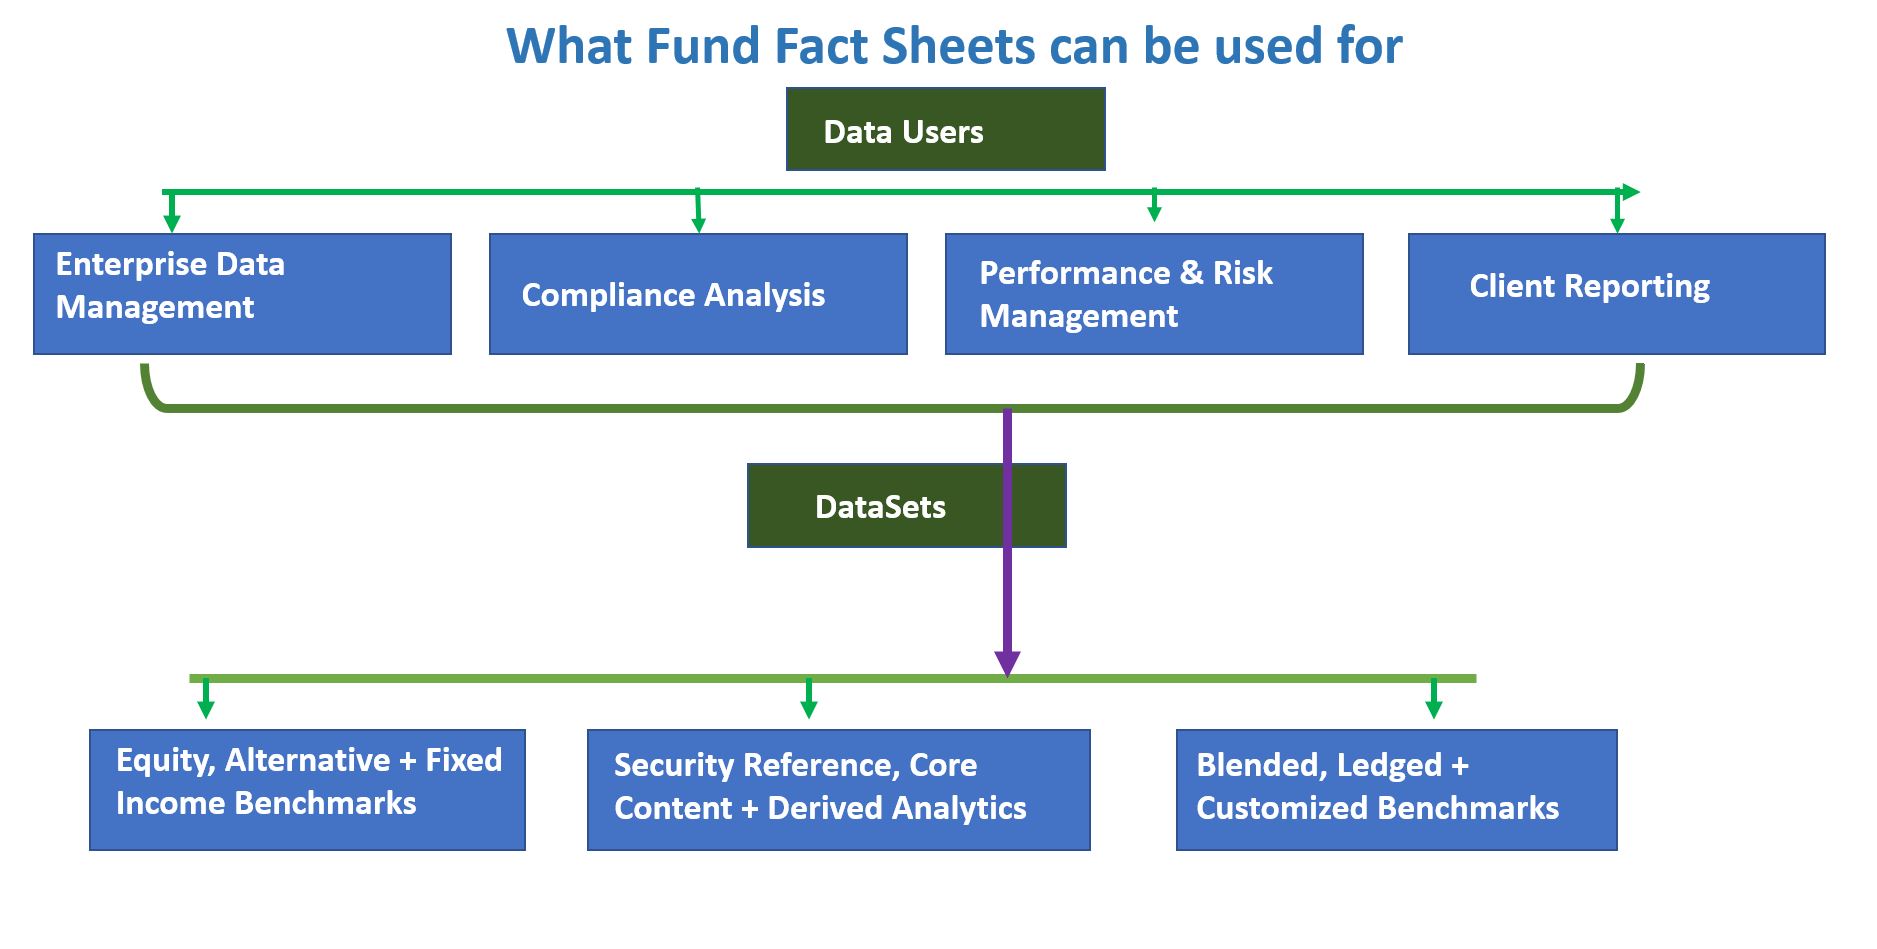 What Fund Fact Sheets can be used for
Data Users
Enterprise Data
Management
Compliance Analysis
Performance & Risk
Management
Client Reporting
DataSets
Equity, Alternative + Fixed
Income Benchmarks
Security Reference, Core
Content + Derived Analytics
Blended, Ledged +
Customized Benchmarks